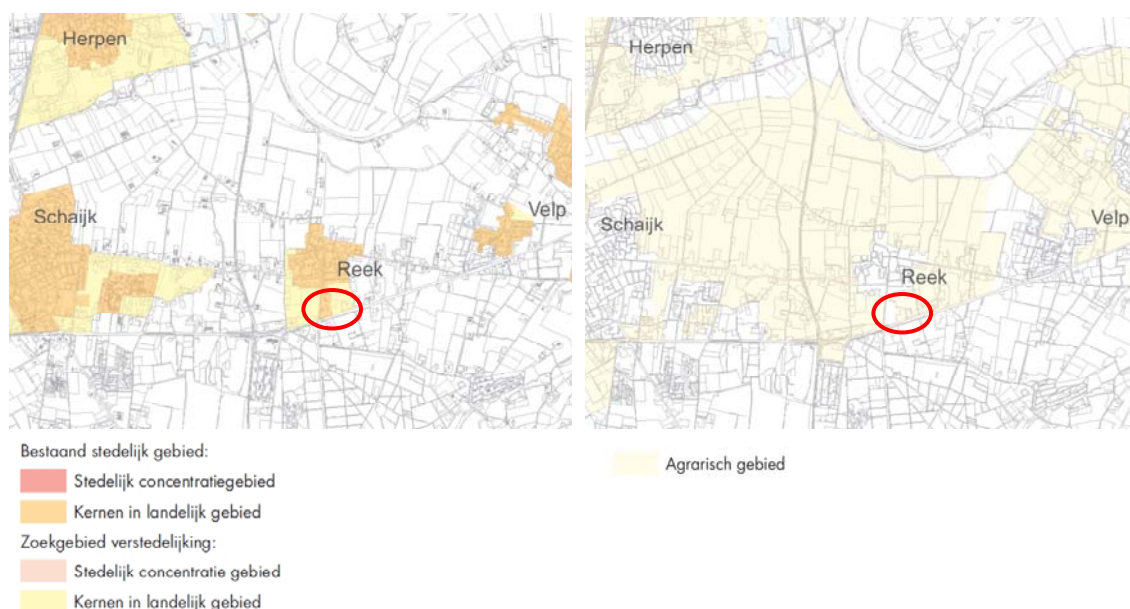 Herpen
Schaijk
Velp
Reek
Herpen
Schaijk
Velp
Reek
Bestaand stedelijk gebied:
Stedelijk concentratiegebied
Kernen in landelijk gebied
Zoekgebied verstedelijking:
Stedelijk concentratie gebied
Kernen in landelijk gebied
Agrarisch gebied